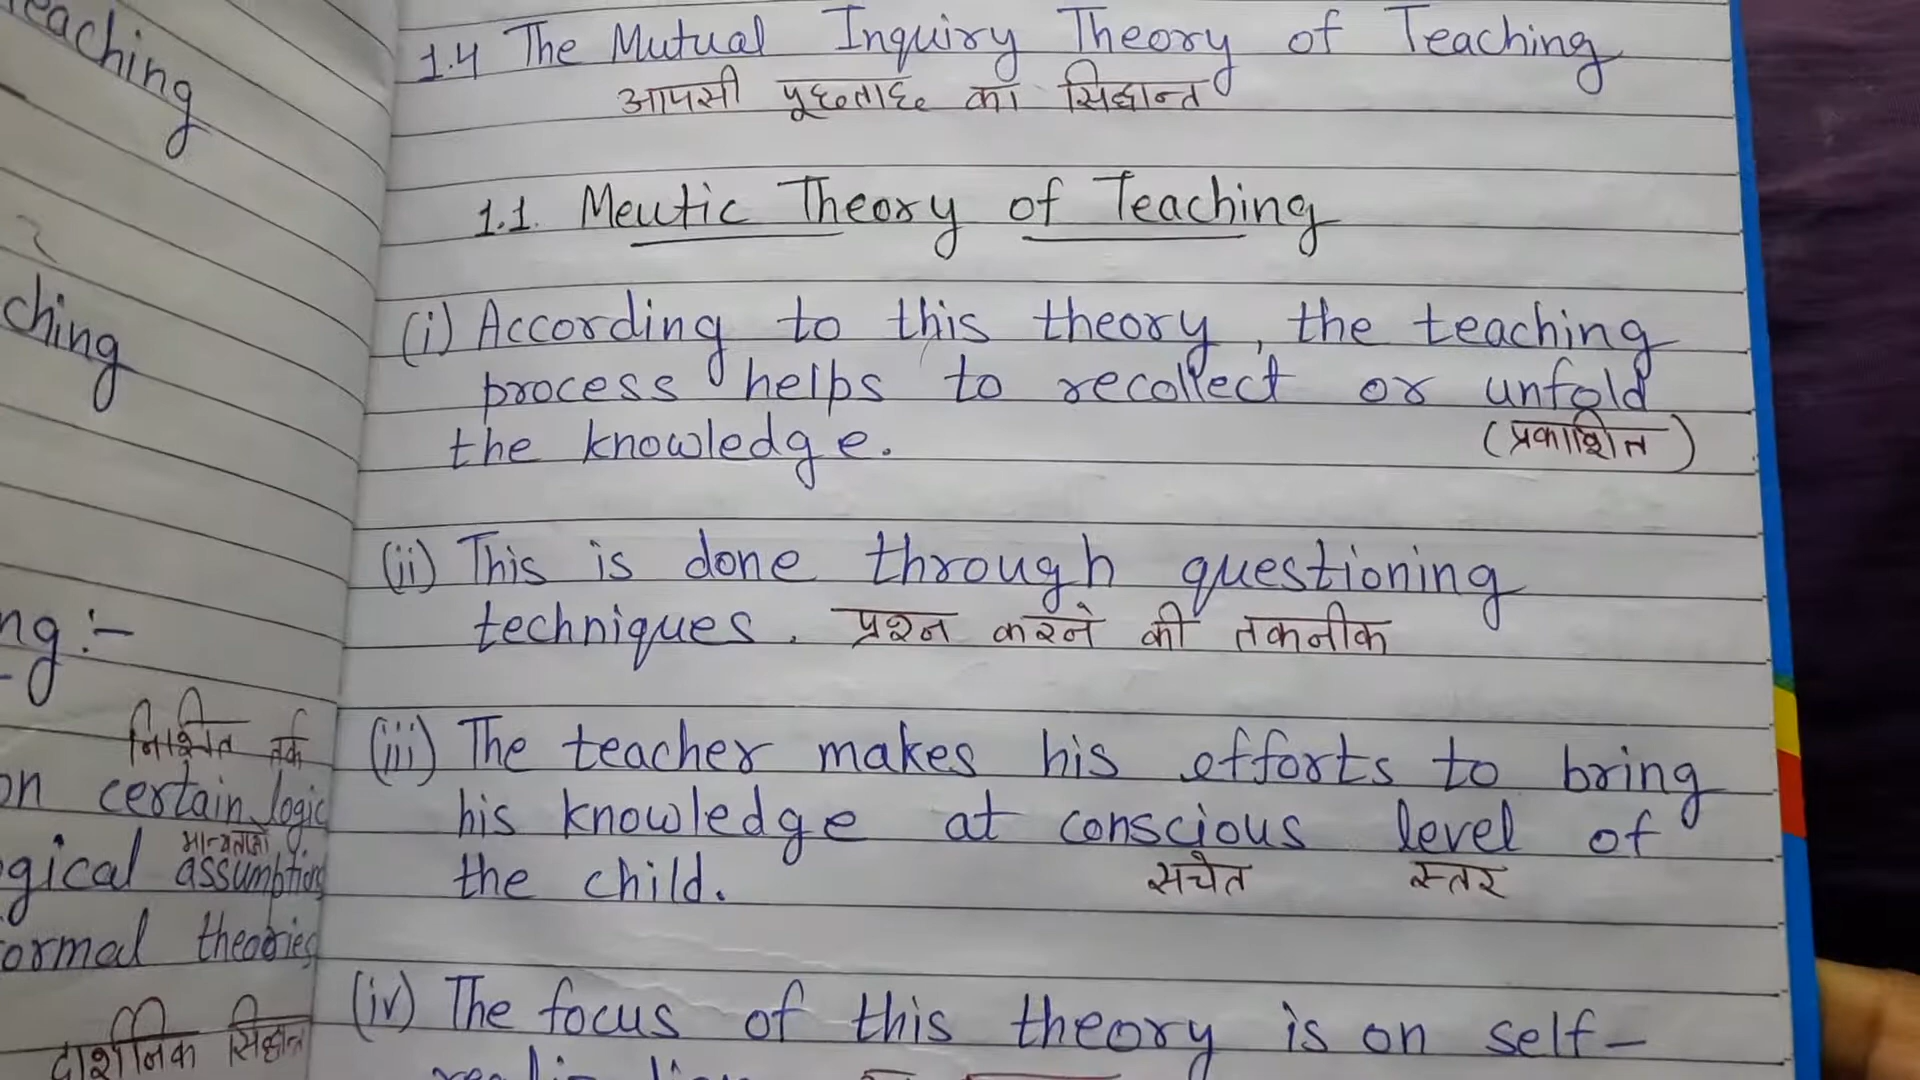 eaching
ching
ng :-
निश्चित तर्क
on certain logic
मान्यताओं
gical assumptions
ormal theories
दार्शनिक सिद्धान्त
1.4 The Mutual Inquiry Theory of Teaching
आपसी पूछताछ का सिद्धान्त
1.1. Meutic Theory of Teaching
(i) According to this theory, the teaching
process helps to recollect or unfold
the knowledge. (प्रकाशित)
(ii) This is done through questioning
techniques. प्रश्न करने की तकनीक
(iii) The teacher makes his efforts to bring
his knowledge at conscious level of
the child. सचेत स्तर
(iv) The focus of this theory is on self-